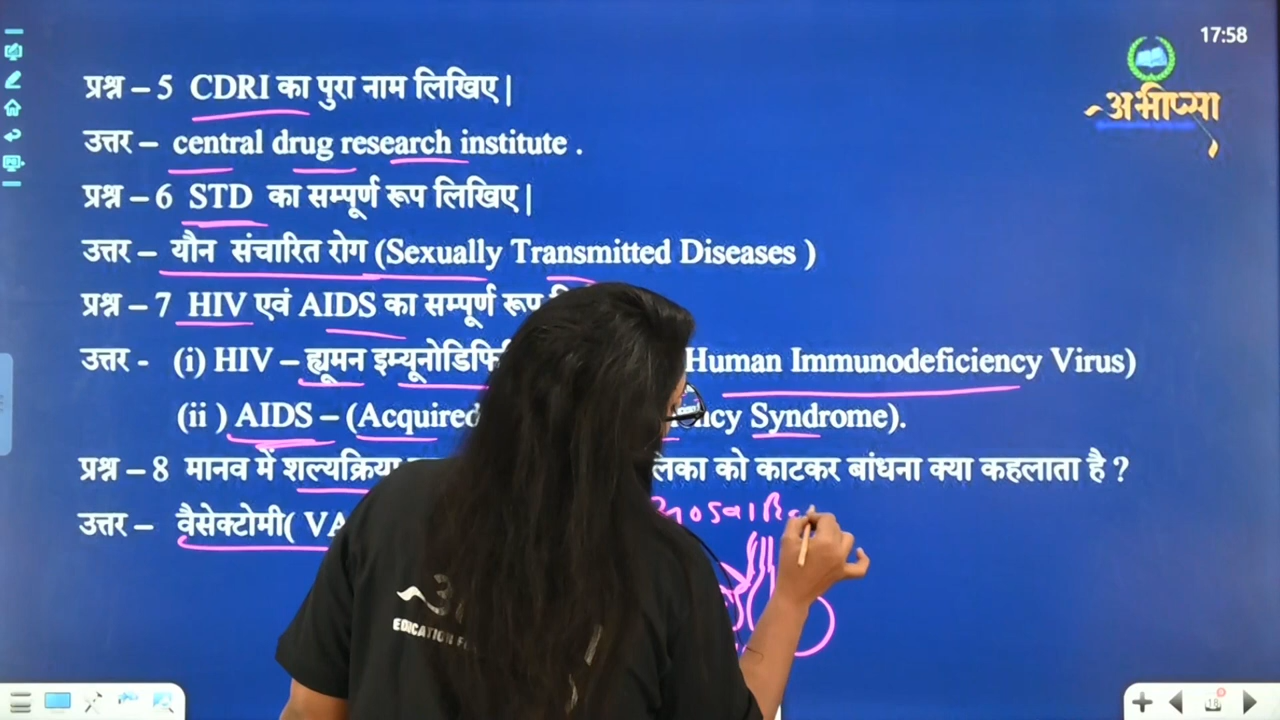 17:58
अभीप्सा
प्रश्न – 5 CDRI का पुरा नाम लिखिए |
उत्तर – central drug research institute .
प्रश्न – 6 STD का सम्पूर्ण रूप लिखिए |
उत्तर – यौन संचारित रोग (Sexually Transmitted Diseases )
प्रश्न – 7 HIV एवं AIDS का सम्पूर्ण रूप
उत्तर - (i) HIV – ह्यूमन Human Immunodeficiency Virus)
(ii ) AIDS – (Acquired Syndrome).
प्रश्न – 8 मानव में शल्यक्रिया को काटकर बांधना क्या कहलाता है ?
उत्तर – वैसेक्टोमी(
18